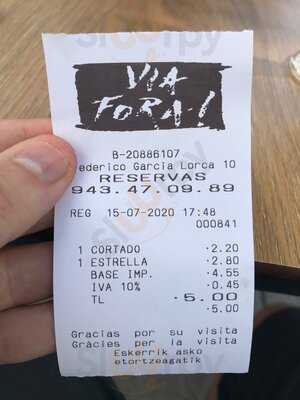 VIA
FORA!
B-20886107
ederico Garcia Lorca 10
RESERVAS
943.47.09.89
REG 15-07-2020 17:48
000841
1 CORTADO ·2.20
1 ESTRELLA ·2.80
BASE IMP. ·4.55
IVA 10% ·0.45
TL ·5.00
·5.00
Gracias por su visita
Gràcies per la visita
Eskerrik asko
etortzeagatik